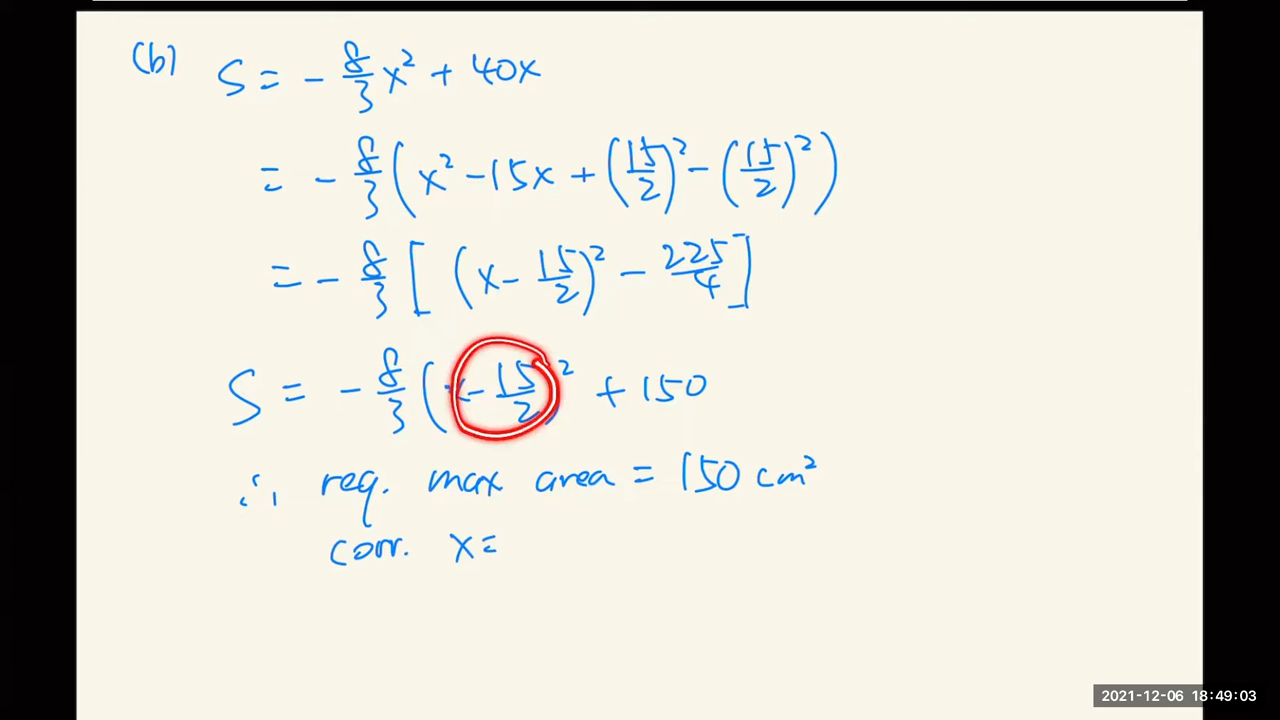 (b) S = - 8/3 x² + 40x
= - 8/3 ( x² - 15x + (15/2)² - (15/2)² )
= - 8/3 [ (x - 15/2)² - 225/4 ]
S = - 8/3 (x - 15/2)² + 150
∴ req. max area = 150 cm²
corr. x =
2021-12-06 18:49:03